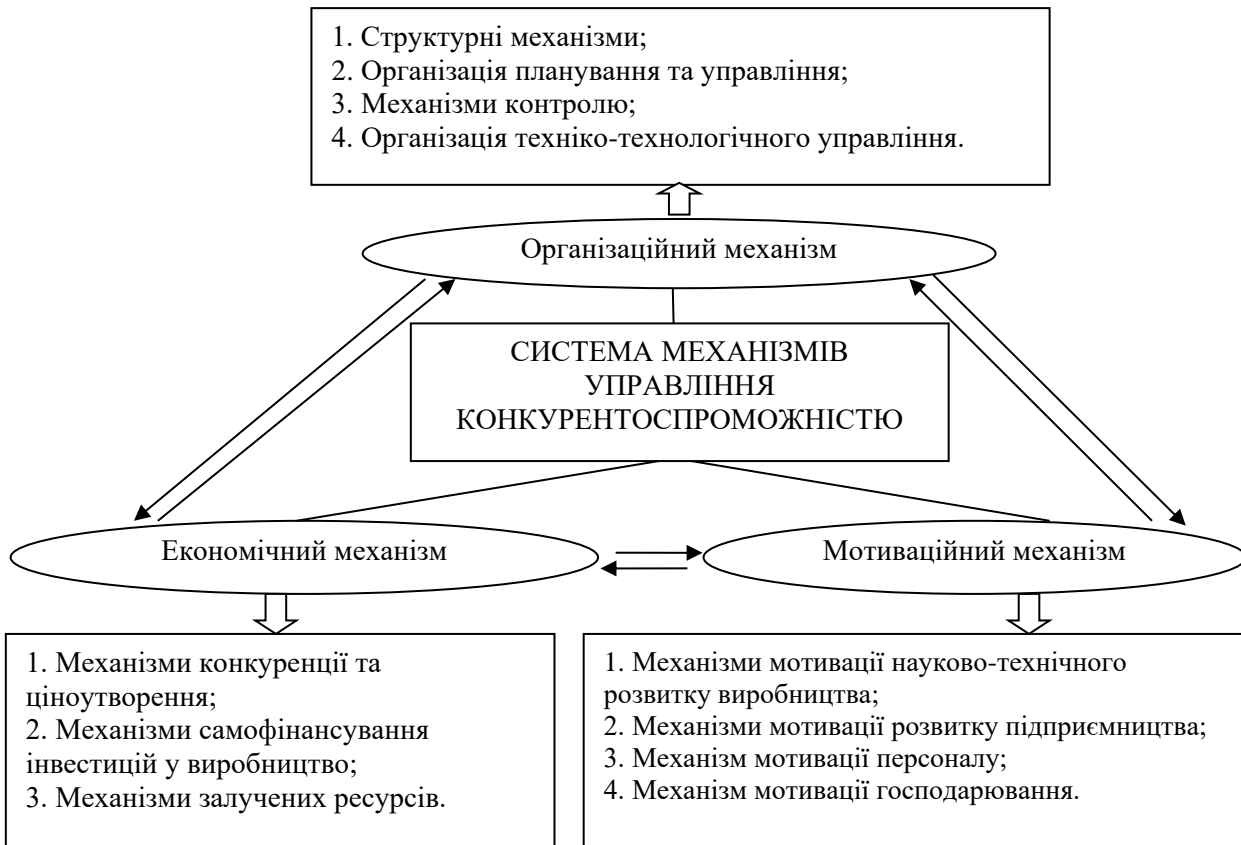 1. Структурні механізми;
2. Організація планування та управління;
3. Механізми контролю;
4. Організація техніко-технологічного управління.
Організаційний механізм
СИСТЕМА МЕХАНІЗМІВ
УПРАВЛІННЯ
КОНКУРЕНТОСПРОМОЖНІСТЮ
Економічний механізм
Мотиваційний механізм
1. Механізми конкуренції та
ціноутворення;
2. Механізми самофінансування
інвестицій у виробництво;
3. Механізми залучених ресурсів.
1. Механізми мотивації науково-технічного
розвитку виробництва;
2. Механізми мотивації розвитку підприємництва;
3. Механізм мотивації персоналу;
4. Механізм мотивації господарювання.